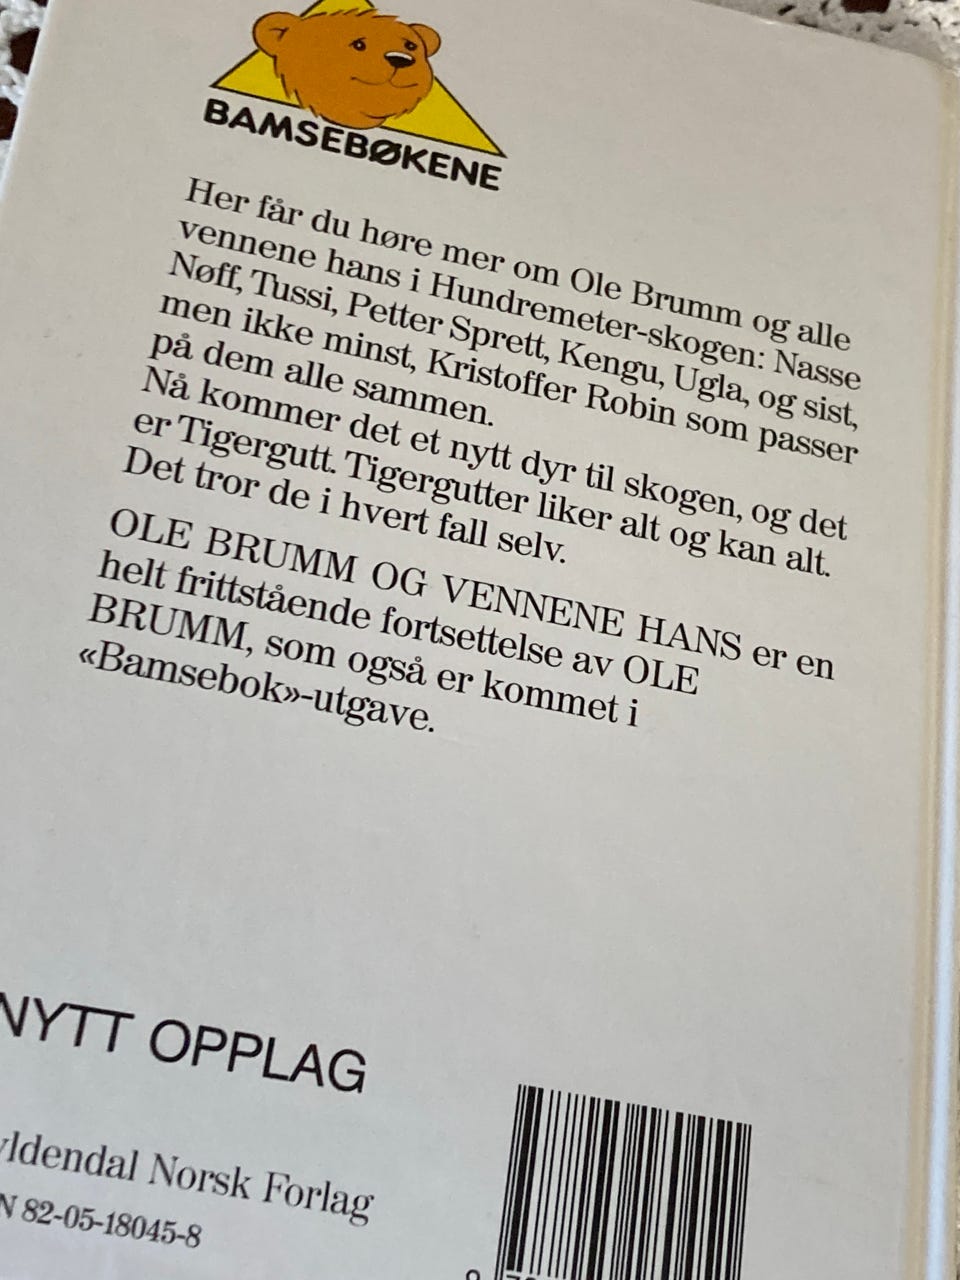 BAMSEBØKENE
Her får du høre mer om Ole Brumm og alle
vennene hans i Hundremeter-skogen: Nasse
Nøff, Tussi, Petter Sprett, Kengu, Ugla, og sist,
men ikke minst, Kristoffer Robin som passer
på dem alle sammen.
Nå kommer det et nytt dyr til skogen, og det
er Tigergutt. Tigergutter liker alt og kan alt.
Det tror de i hvert fall selv.
OLE BRUMM OG VENNENE HANS er en
helt frittstående fortsettelse av OLE
BRUMM, som også er kommet i
«Bamsebok»-utgave.
NYTT OPPLAG
yldendal Norsk Forlag
N 82-05-18045-8